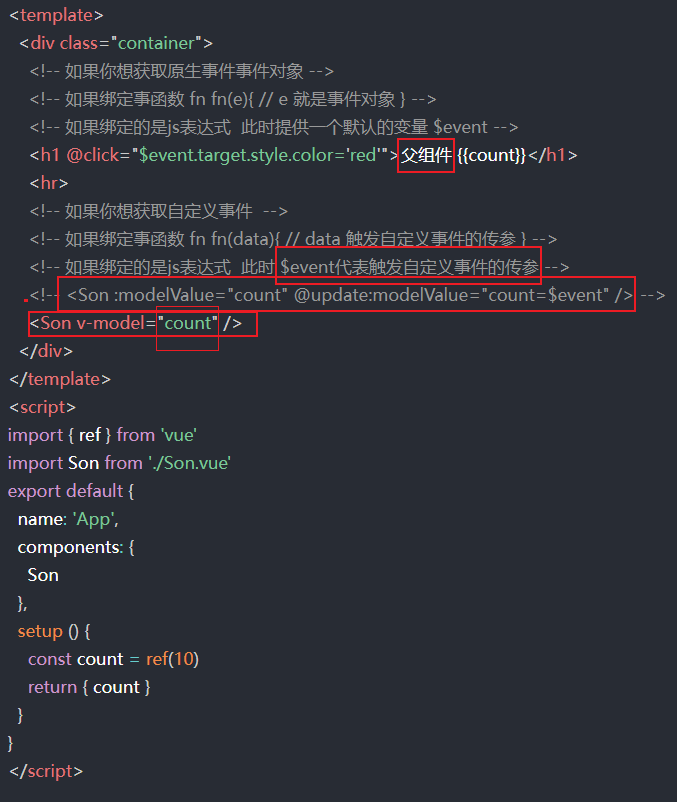 <template>
<div class="container">
<!-- 如果你想获取原生事件事件对象 -->
<!-- 如果绑定事函数 fn fn(e){ // e 就是事件对象 } -->
<!-- 如果绑定的是js表达式  此时提供一个默认的变量 $event -->
<h1 @click="$event.target.style.color='red'">父组件 {{count}}</h1>
<hr>
<!-- 如果你想获取自定义事件  -->
<!-- 如果绑定事函数 fn fn(data){ // data 触发自定义事件的传参 } -->
<!-- 如果绑定的是js表达式  此时 $event代表触发自定义事件的传参 -->
<!-- <Son :modelValue="count" @update:modelValue="count=$event" /> -->
<Son v-model="count" />
</div>
</template>
<script>
import { ref } from 'vue'
import Son from './Son.vue'
export default {
name: 'App',
components: {
Son
},
setup () {
const count = ref(10)
return { count }
}
}
</script>